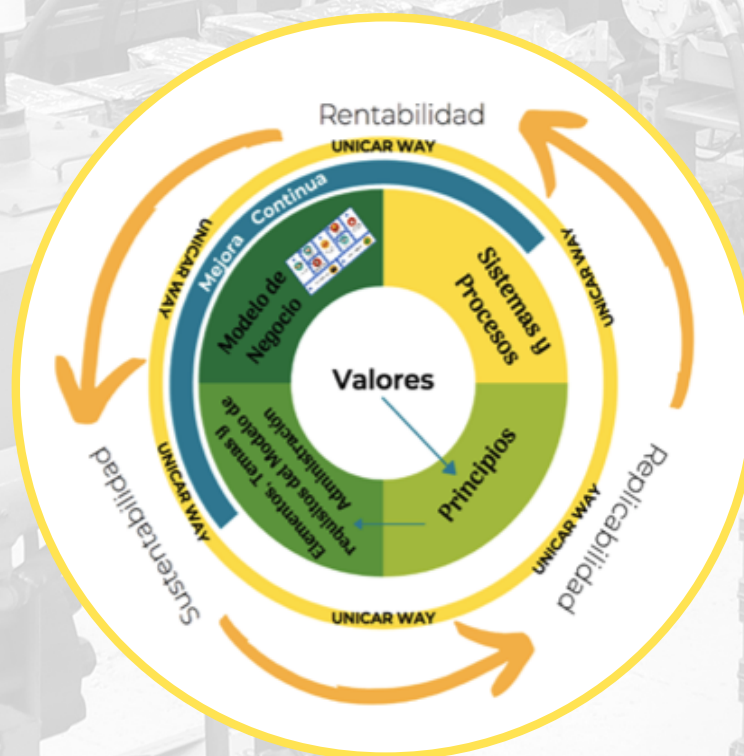 Rentabilidad
UNICAR WAY
Mejora Continua
UNICAR WAY
UNICAR WAY
Modelo de
Negocio
Sistemas y
Procesos
Valores
Elementos, Temas y
requisitos del Modelo de
Administración
Principios
Sustentabilidad
UNICAR WAY
UNICAR WAY
Replicabilidad
UNICAR WAY